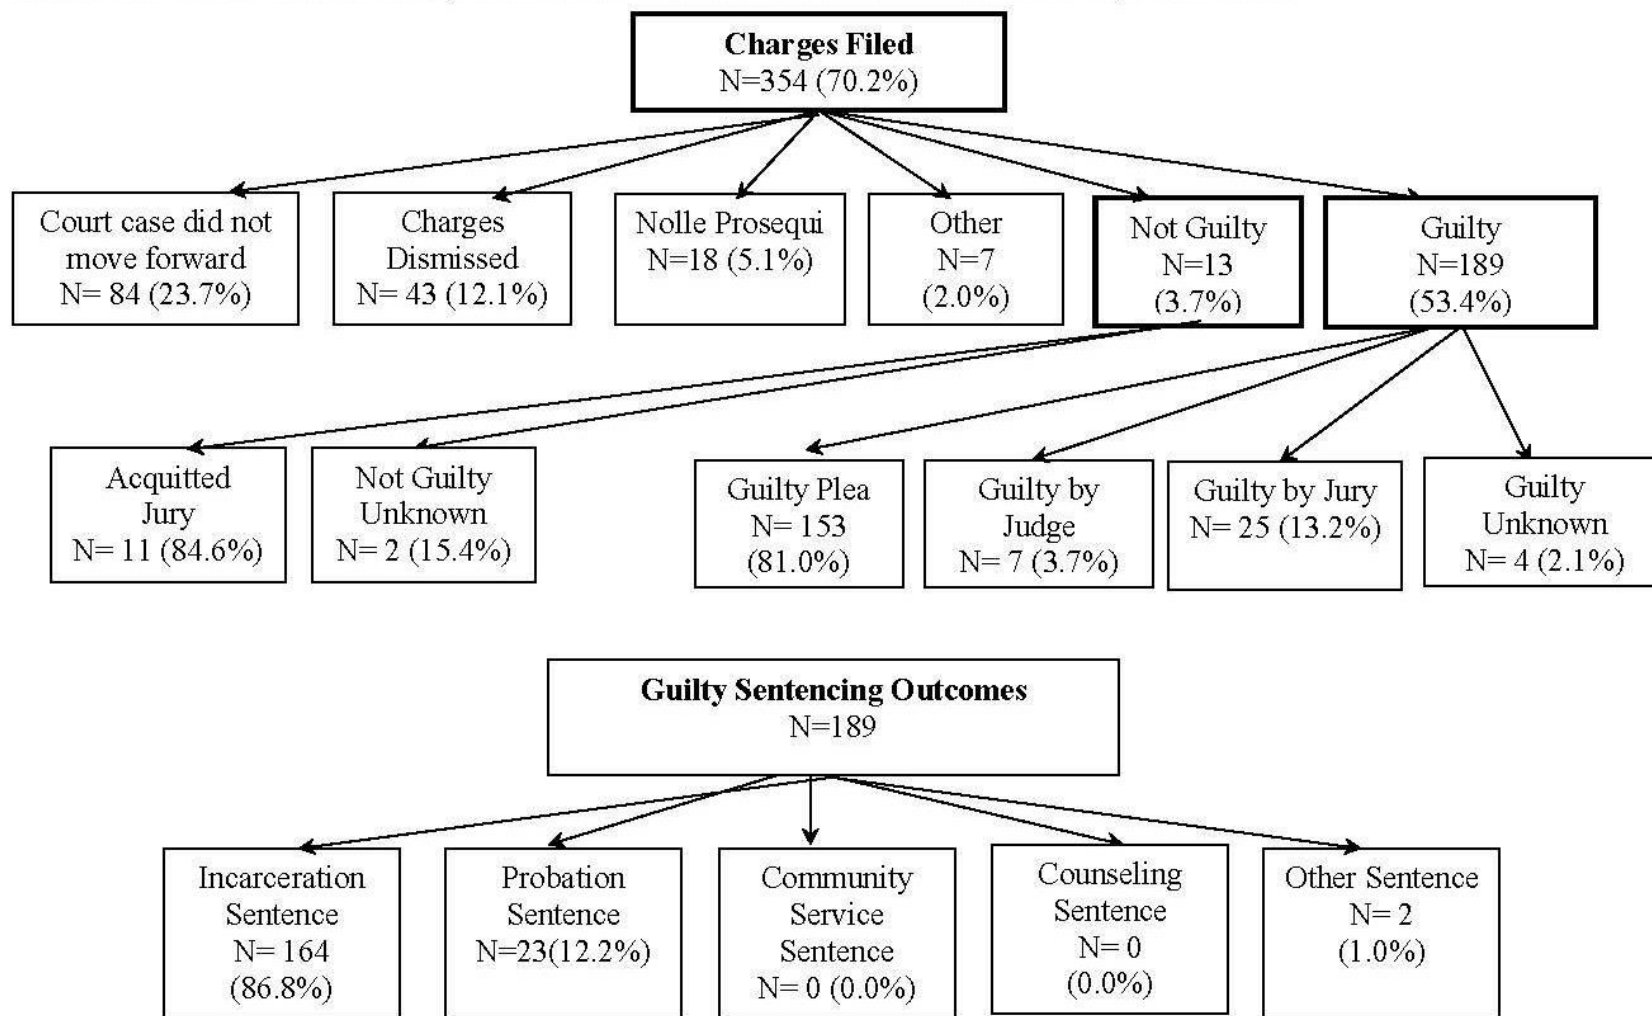 Charges Filed
N=354 (70.2%)
Court case did not
move forward
N= 84 (23.7%)
Charges
Dismissed
N= 43 (12.1%)
Nolle Prosequi
N=18 (5.1%)
Other
N=7
(2.0%)
Not Guilty
N=13
(3.7%)
Guilty
N=189
(53.4%)
Acquitted
Jury
N= 11 (84.6%)
Not Guilty
Unknown
N= 2 (15.4%)
Guilty Plea
N= 153
(81.0%)
Guilty by
Judge
N= 7 (3.7%)
Guilty by Jury
N= 25 (13.2%)
Guilty
Unknown
N= 4 (2.1%)
Guilty Sentencing Outcomes
N=189
Incarceration
Sentence
N= 164
(86.8%)
Probation
Sentence
N=23(12.2%)
Community
Service
Sentence
N= 0 (0.0%)
Counseling
Sentence
N= 0
(0.0%)
Other Sentence
N= 2
(1.0%)